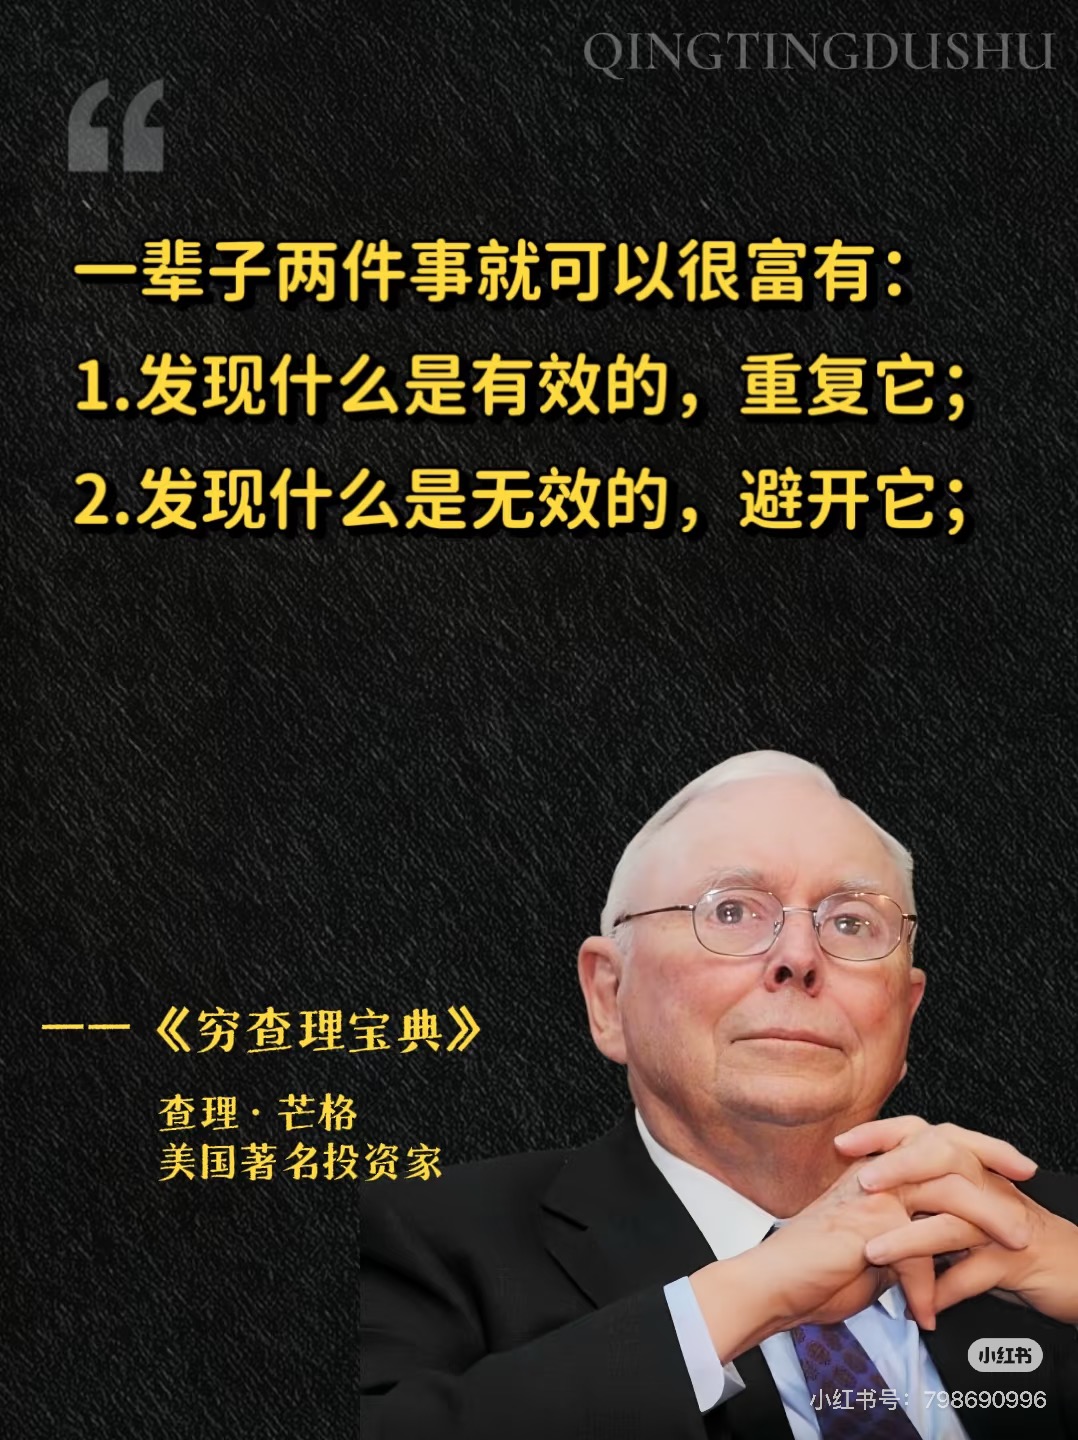 QINGTINGDUSHU
“
一辈子两件事就可以很富有：
1.发现什么是有效的，重复它；
2.发现什么是无效的，避开它；
——《穷查理宝典》
查理·芒格
美国著名投资家
小红书
小红书号：798690996